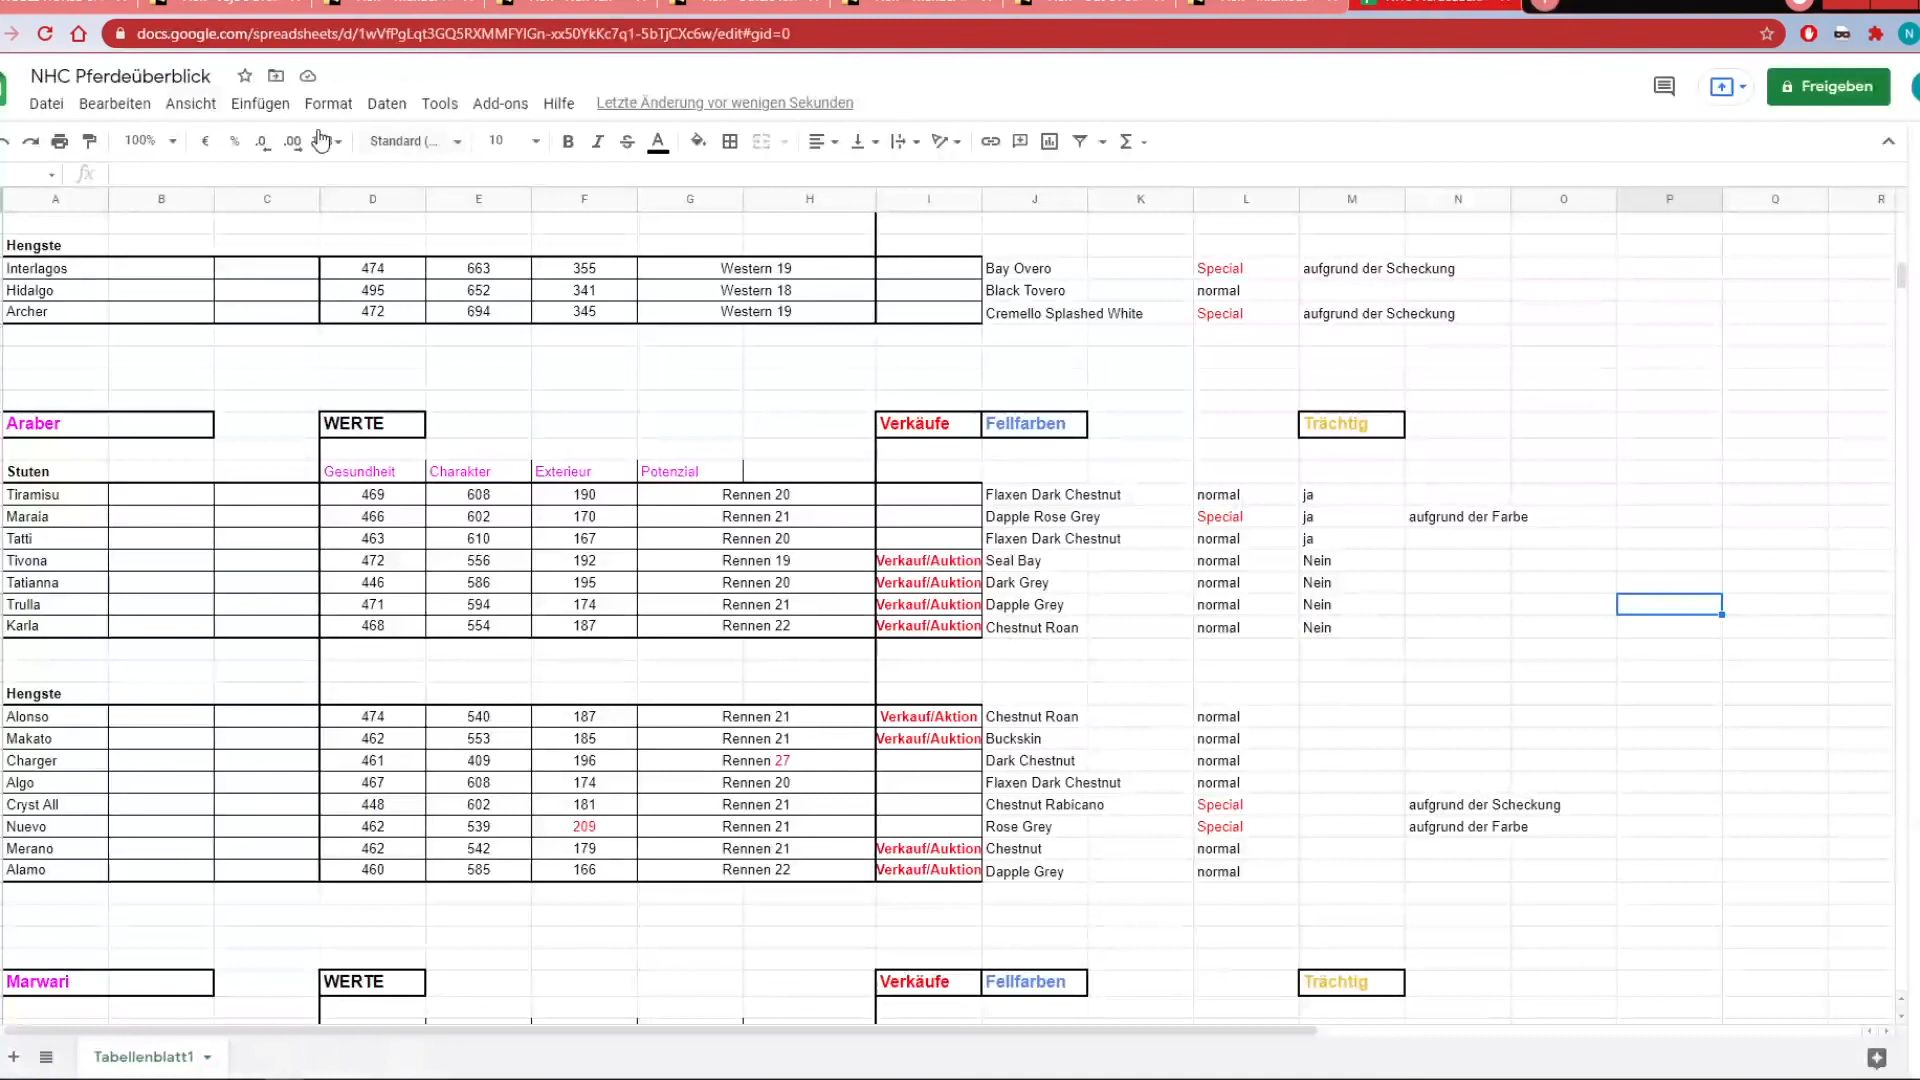 docs.google.com/spreadsheets/d/1wVfPgLqt3GQ5RXMMFYlGn-xx50YkKc7q1-5bTjCXc6w/edit#gid=0
N
NHC Pferdeüberblick
Datei Bearbeiten Ansicht Einfügen Format Daten Tools Add-ons Hilfe Letzte Änderung vor wenigen Sekunden
Freigeben
100% € % .0 .00 Standard (... 10 B I S A Σ
fx
A B C D E F G H I J K L M N O P Q R
Hengste
Interlagos 474 663 355 Western 19 Bay Overo Special aufgrund der Scheckung
Hidalgo 495 652 341 Western 18 Black Tovero normal
Archer 472 694 345 Western 19 Cremello Splashed White Special aufgrund der Scheckung
Araber WERTE Verkäufe Fellfarben Trächtig
Stuten Gesundheit Charakter Exterieur Potenzial
Tiramisu 469 608 190 Rennen 20 Flaxen Dark Chestnut normal ja
Maraia 466 602 170 Rennen 21 Dapple Rose Grey Special ja aufgrund der Farbe
Tatti 463 610 167 Rennen 20 Flaxen Dark Chestnut normal ja
Tivona 472 556 192 Rennen 19 Verkauf/Auktion Seal Bay normal Nein
Tatianna 446 586 195 Rennen 20 Verkauf/Auktion Dark Grey normal Nein
Trulla 471 594 174 Rennen 21 Verkauf/Auktion Dapple Grey normal Nein
Karla 468 554 187 Rennen 22 Verkauf/Auktion Chestnut Roan normal Nein
Hengste
Alonso 474 540 187 Rennen 21 Verkauf/Aktion Chestnut Roan normal
Makato 462 553 185 Rennen 21 Verkauf/Auktion Buckskin normal
Charger 461 409 196 Rennen 27 Dark Chestnut normal
Algo 467 608 174 Rennen 20 Flaxen Dark Chestnut normal
Cryst All 448 602 181 Rennen 21 Chestnut Rabicano Special aufgrund der Scheckung
Nuevo 462 539 209 Rennen 21 Rose Grey Special aufgrund der Farbe
Merano 462 542 179 Rennen 21 Verkauf/Auktion Chestnut normal
Alamo 460 585 166 Rennen 22 Verkauf/Auktion Dapple Grey normal
Marwari WERTE Verkäufe Fellfarben Trächtig
Tabellenblatt1